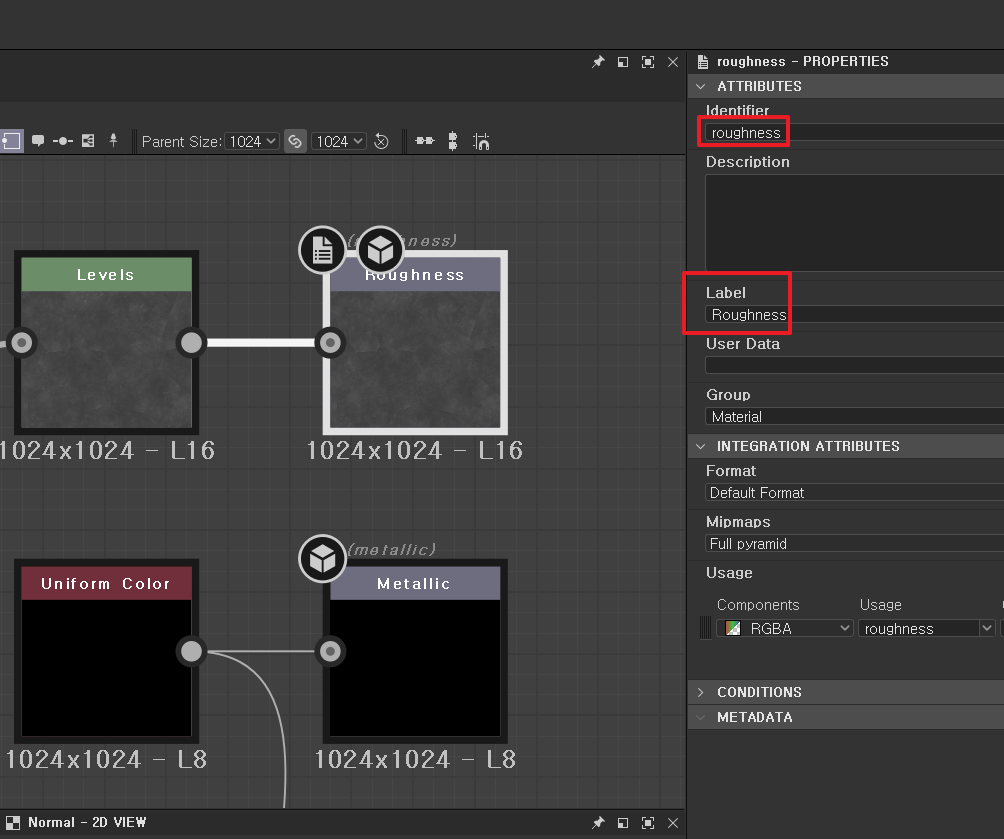 roughness – PROPERTIES
ATTRIBUTES
Identifier
roughness
Parent Size: 1024 1024
Description
Label
Roughness
User Data
Group
Material
INTEGRATION ATTRIBUTES
Format
Default Format
Mipmaps
Full pyramid
Usage
Components Usage
RGBA roughness
CONDITIONS
METADATA
Levels
Roughness
1024x1024 – L16
1024x1024 – L16
(metallic)
Uniform Color
Metallic
1024x1024 – L8
1024x1024 – L8
Normal – 2D VIEW